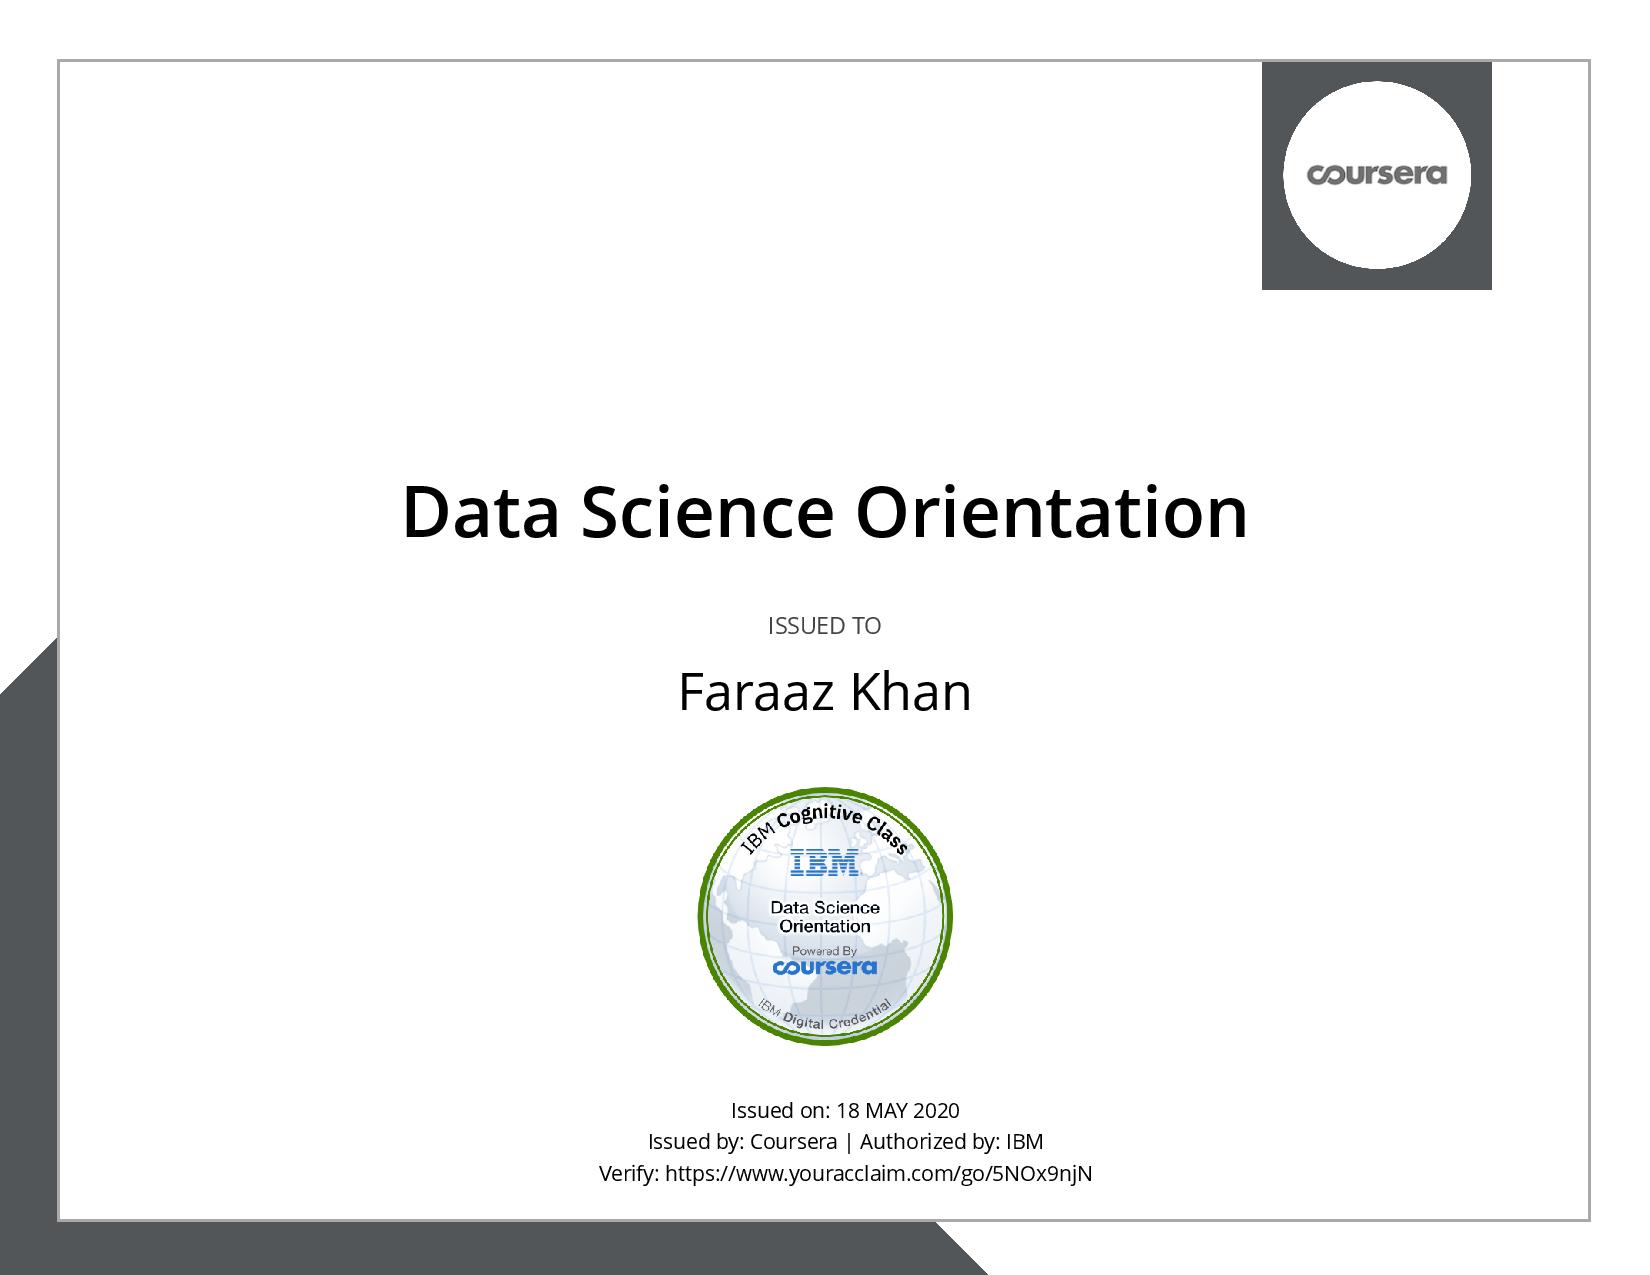 coursera
Data Science Orientation
ISSUED TO
Faraaz Khan
IBM Cognitive Class
IBM
Data Science
Orientation
Powered By
coursera
IBM Digital Credential
Issued on: 18 MAY 2020
Issued by: Coursera | Authorized by: IBM
Verify: https://www.youracclaim.com/go/5NOx9njN